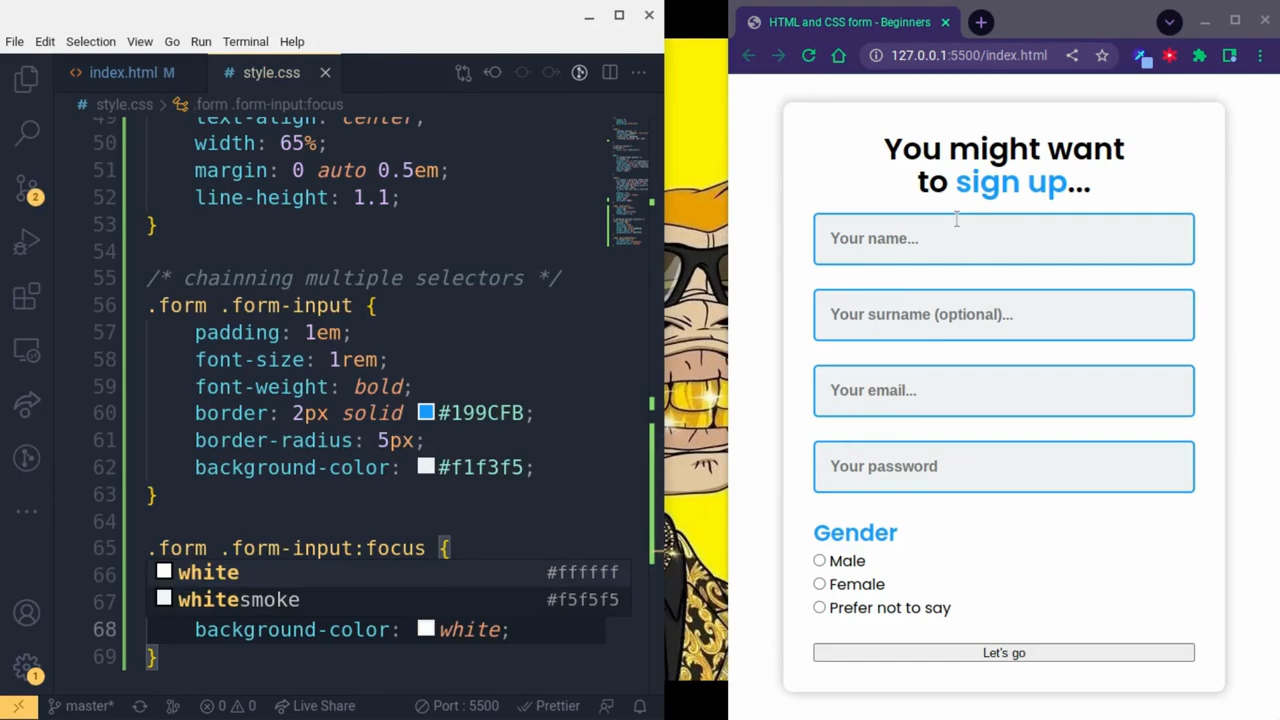 File Edit Selection View Go Run Terminal Help
index.html M
style.css
style.css > .form .form-input:focus
49 text-align: center;
50 width: 65%;
51 margin: 0 auto 0.5em;
52 line-height: 1.1;
53 }
54
55 /* chainning multiple selectors */
56 .form .form-input {
57 padding: 1em;
58 font-size: 1rem;
59 font-weight: bold;
60 border: 2px solid #199CFB;
61 border-radius: 5px;
62 background-color: #f1f3f5;
63 }
64
65 .form .form-input:focus {
66 white #ffffff
67 whitesmoke #f5f5f5
68 background-color: white;
69 }
2
1
master* 0 0 Live Share Port : 5500 Prettier
HTML and CSS form - Beginners
127.0.0.1:5500/index.html
You might want
to sign up...
Your name...
Your surname (optional)...
Your email...
Your password
Gender
Male
Female
Prefer not to say
Let's go